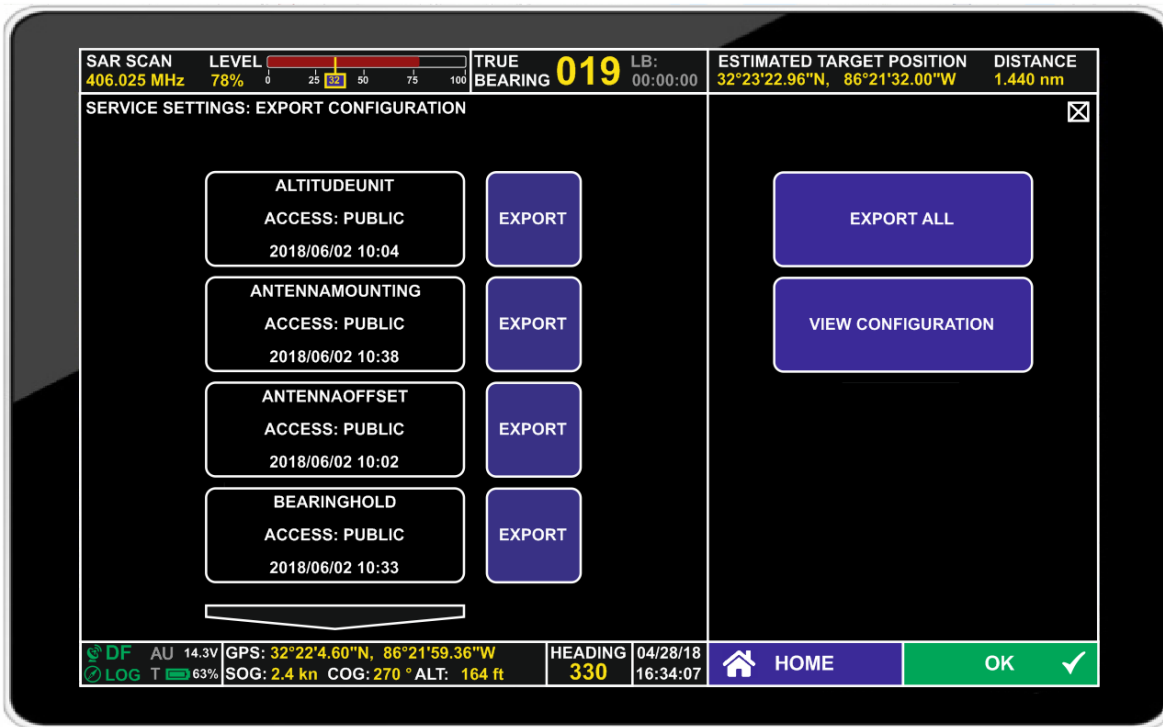 SAR SCAN LEVEL TRUE BEARING 019 LB: ESTIMATED TARGET POSITION DISTANCE
406.025 MHz 78% 0 25 32 50 75 100 00:00:00 32°23'22.96"N, 86°21'32.00"W 1.440 nm
SERVICE SETTINGS: EXPORT CONFIGURATION
ALTITUDEUNIT
ACCESS: PUBLIC EXPORT
2018/06/02 10:04
EXPORT ALL
ANTENNAMOUNTING
ACCESS: PUBLIC EXPORT
2018/06/02 10:38
VIEW CONFIGURATION
ANTENNAOFFSET
ACCESS: PUBLIC EXPORT
2018/06/02 10:02
BEARINGHOLD
ACCESS: PUBLIC EXPORT
2018/06/02 10:33
DF AU 14.3V GPS: 32°22'4.60"N, 86°21'59.36"W HEADING 04/28/18
LOG T 63% SOG: 2.4 kn COG: 270 ° ALT: 164 ft 330 16:34:07
HOME OK